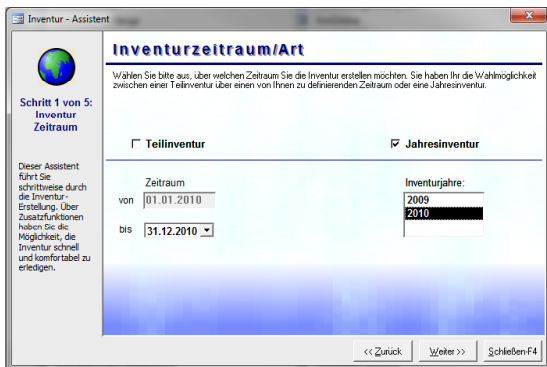 Inventur - Assistent
Inventurzeitraum/Art
Wählen Sie bitte aus, über welchen Zeitraum Sie die Inventur erstellen möchten. Sie haben Ihr die Wahlmöglichkeit
zwischen einer Teilinventur über einen von Ihnen zu definierenden Zeitraum oder eine Jahresinventur.
Schritt 1 von 5:
Inventur
Zeitraum
Teilinventur
Jahresinventur
Dieser Assistent
führt Sie
schrittweise durch
die Inventur-
Erstellung. Über
Zusatzfunktionen
haben Sie die
Möglichkeit, die
Inventur schnell
und komfortabel zu
erledigen.
Zeitraum
von 01.01.2010
bis 31.12.2010
Inventurjahre:
2009
2010
<< Zurück Weiter >> Schließen-F4